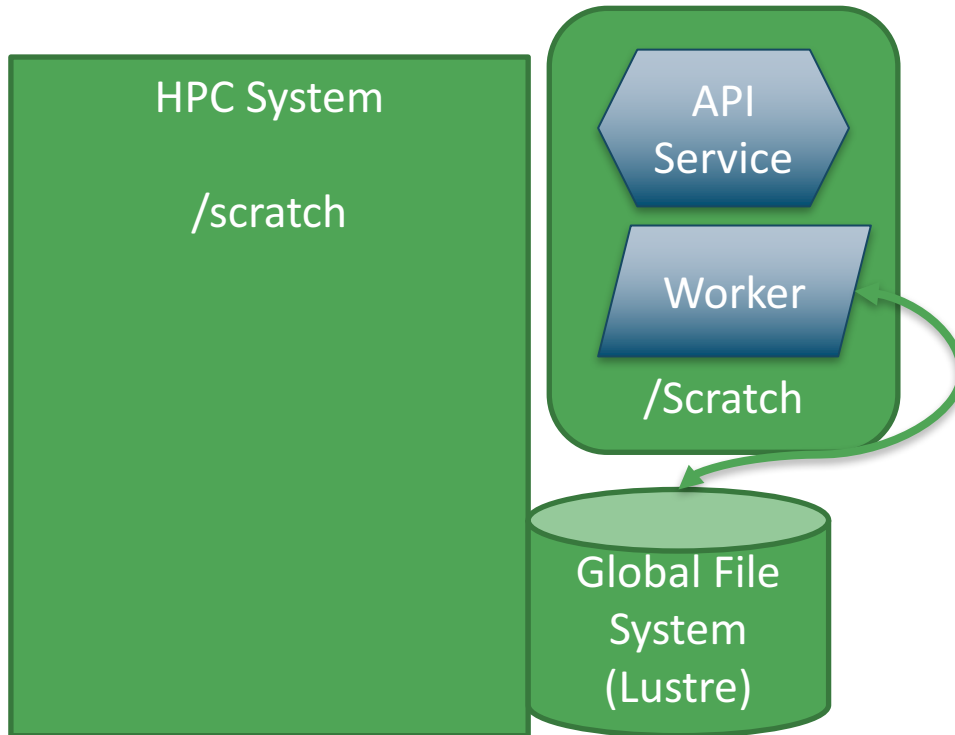 HPC System
/scratch
API
Service
Worker
/Scratch
Global File
System
(Lustre)